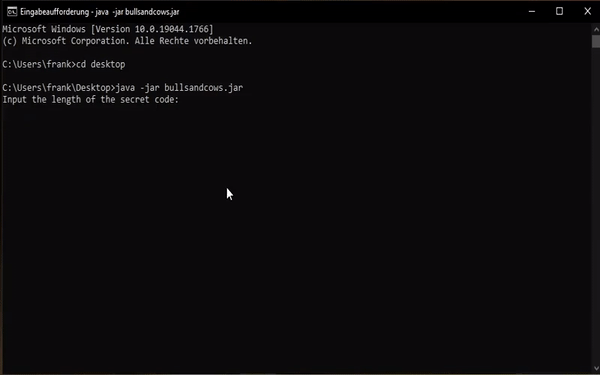 Eingabeaufforderung - java -jar bullsandcows.jar
Microsoft Windows [Version 10.0.19044.1766]
(c) Microsoft Corporation. Alle Rechte vorbehalten.
C:\Users\frank>cd desktop
C:\Users\frank\Desktop>java -jar bullsandcows.jar
Input the length of the secret code: